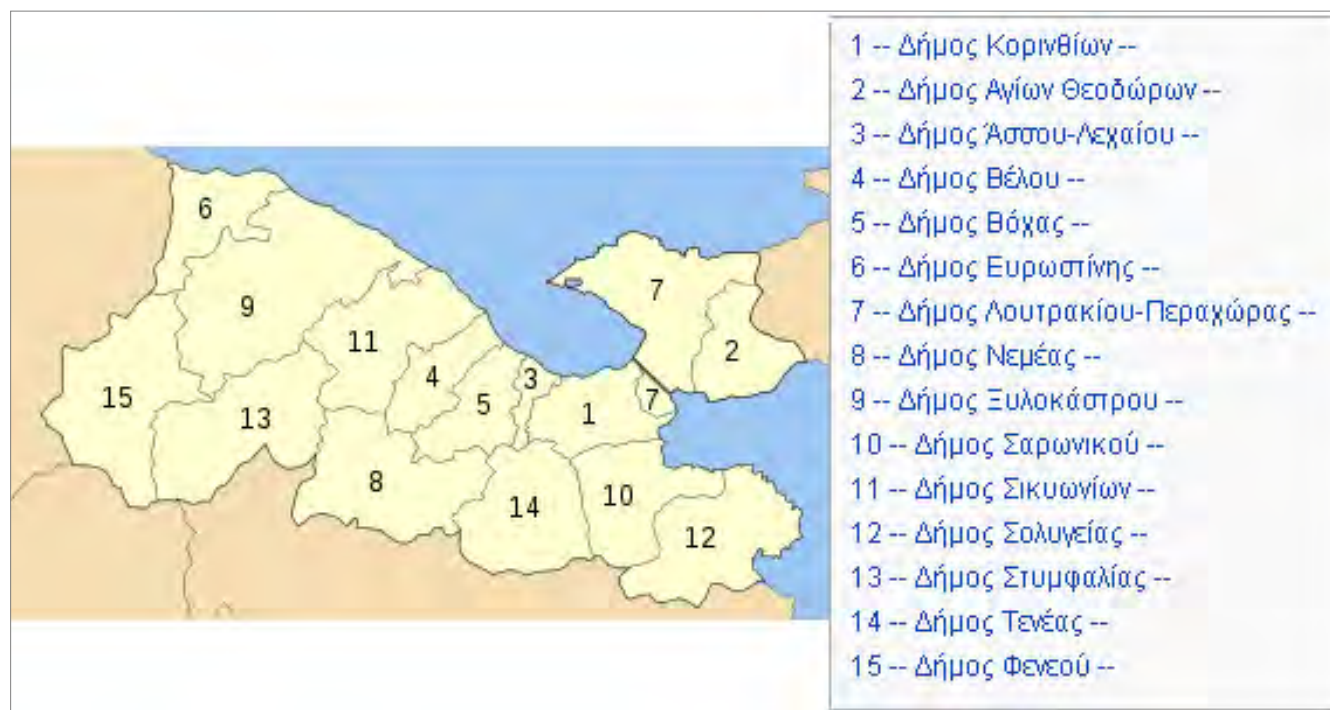 1 -- Δήμος Κορινθίων --
2 -- Δήμος Αγίων Θεοδώρων --
3 -- Δήμος Άσσου-Λεχαίου --
4 -- Δήμος Βέλου --
5 -- Δήμος Βόχας --
6 -- Δήμος Ευρωστίνης --
7 -- Δήμος Λουτρακίου-Περαχώρας --
8 -- Δήμος Νεμέας --
9 -- Δήμος Ξυλοκάστρου --
10 -- Δήμος Σαρωνικού --
11 -- Δήμος Σικυωνίων --
12 -- Δήμος Σολυγείας --
13 -- Δήμος Στυμφαλίας --
14 -- Δήμος Τενέας --
15 -- Δήμος Φενεού --
6
7
9
11
2
4
3
15
5
7
13
1
8
10
14
12